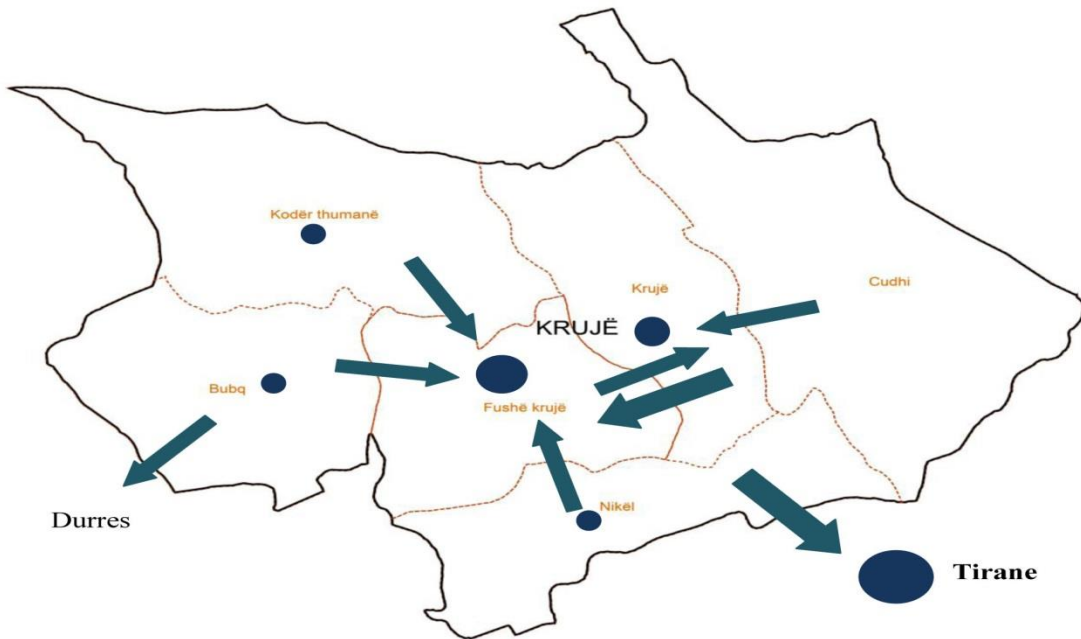 Kodër thumanë
Krujë
Cudhi
KRUJË
Bubq
Fushë krujë
Nikël
Durres
Tirane